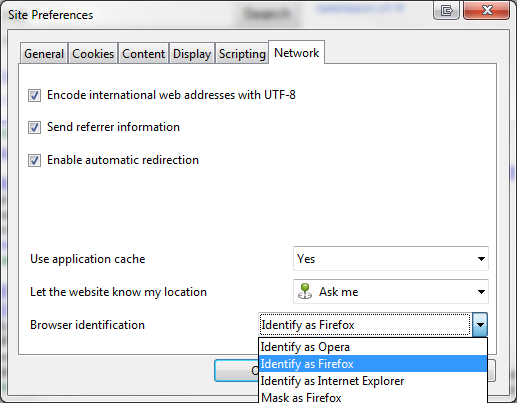 Site Preferences
General Cookies Content Display Scripting Network
Encode international web addresses with UTF-8
Send referrer information
Enable automatic redirection
Use application cache Yes
Let the website know my location Ask me
Browser identification Identify as Firefox
Identify as Opera
Identify as Firefox
Identify as Internet Explorer
Mask as Firefox